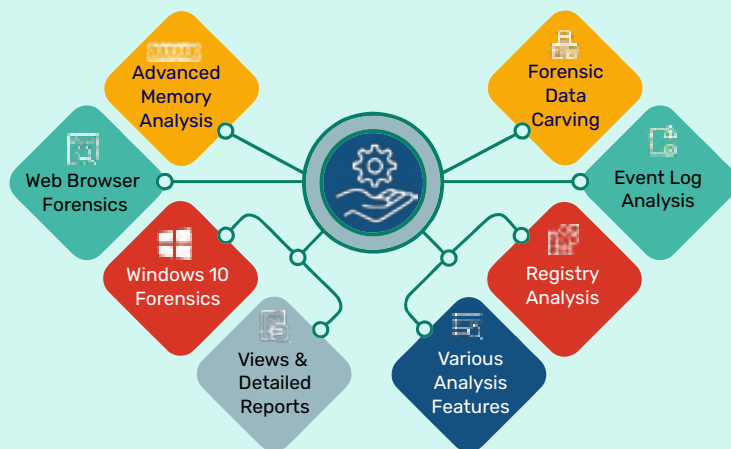 Advanced
Memory
Analysis
Forensic
Data
Carving
Web Browser
Forensics
Event Log
Analysis
Windows 10
Forensics
Registry
Analysis
Views &
Detailed
Reports
Various
Analysis
Features